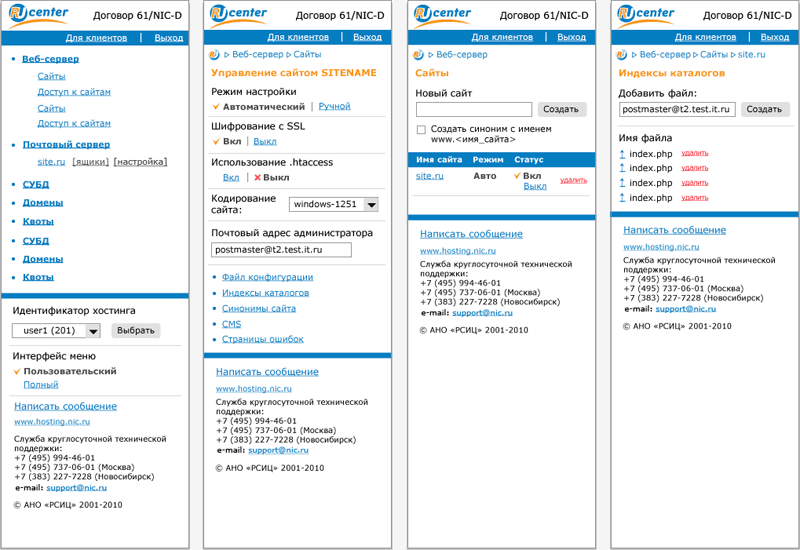 RUcenter
Договор 61/NIC-D
Для клиентов | Выход
Веб-сервер
Сайты
Доступ к сайтам
Сайты
Доступ к сайтам
Почтовый сервер
site.ru [ящики] [настройка]
СУБД
Домены
Квоты
СУБД
Домены
Квоты
Идентификатор хостинга
user1 (201) Выбрать
Интерфейс меню
Пользовательский
Полный
Написать сообщение
www.hosting.nic.ru
Служба круглосуточной технической
поддержки:
+7 (495) 994-46-01
+7 (495) 737-06-01 (Москва)
+7 (383) 227-7228 (Новосибирск)
e-mail: support@nic.ru
© АНО «РСИЦ» 2001-2010
RUcenter
Договор 61/NIC-D
Для клиентов | Выход
Веб-сервер Сайты
Управление сайтом SITENAME
Режим настройки
Автоматический | Ручной
Шифрование с SSL
Вкл | Выкл
Использование .htaccess
Вкл | Выкл
Кодирование
сайта: windows-1251
Почтовый адрес администратора
postmaster@t2.test.it.ru
Файл конфигурации
Индексы каталогов
Синонимы сайта
CMS
Страницы ошибок
Написать сообщение
www.hosting.nic.ru
Служба круглосуточной технической
поддержки:
+7 (495) 994-46-01
+7 (495) 737-06-01 (Москва)
+7 (383) 227-7228 (Новосибирск)
e-mail: support@nic.ru
© АНО «РСИЦ» 2001-2010
RUcenter
Договор 61/NIC-D
Для клиентов | Выход
Веб-сервер
Сайты
Новый сайт
Создать
Создать синоним с именем
www.<имя_сайта>
Имя сайта Режим Статус
site.ru Авто Вкл
Выкл удалить
Написать сообщение
www.hosting.nic.ru
Служба круглосуточной технической
поддержки:
+7 (495) 994-46-01
+7 (495) 737-06-01 (Москва)
+7 (383) 227-7228 (Новосибирск)
e-mail: support@nic.ru
© АНО «РСИЦ» 2001-2010
RUcenter
Договор 61/NIC-D
Для клиентов | Выход
Веб-сервер Сайты site.ru
Индексы каталогов
Добавить файл:
postmaster@t2.test.it.ru Создать
Имя файла
index.php удалить
index.php удалить
index.php удалить
index.php удалить
Написать сообщение
www.hosting.nic.ru
Служба круглосуточной технической
поддержки:
+7 (495) 994-46-01
+7 (495) 737-06-01 (Москва)
+7 (383) 227-7228 (Новосибирск)
e-mail: support@nic.ru
© АНО «РСИЦ» 2001-2010